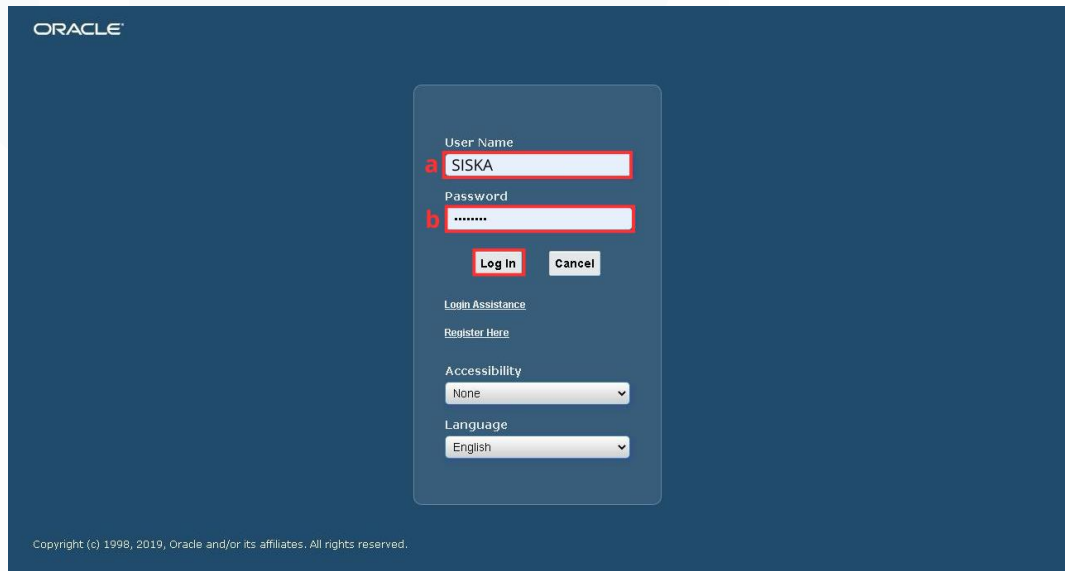 ORACLE
User Name
a SISKA
Password
b ••••••••
Log In Cancel
Login Assistance
Register Here
Accessibility
None
Language
English
Copyright (c) 1998, 2019, Oracle and/or its affiliates. All rights reserved.